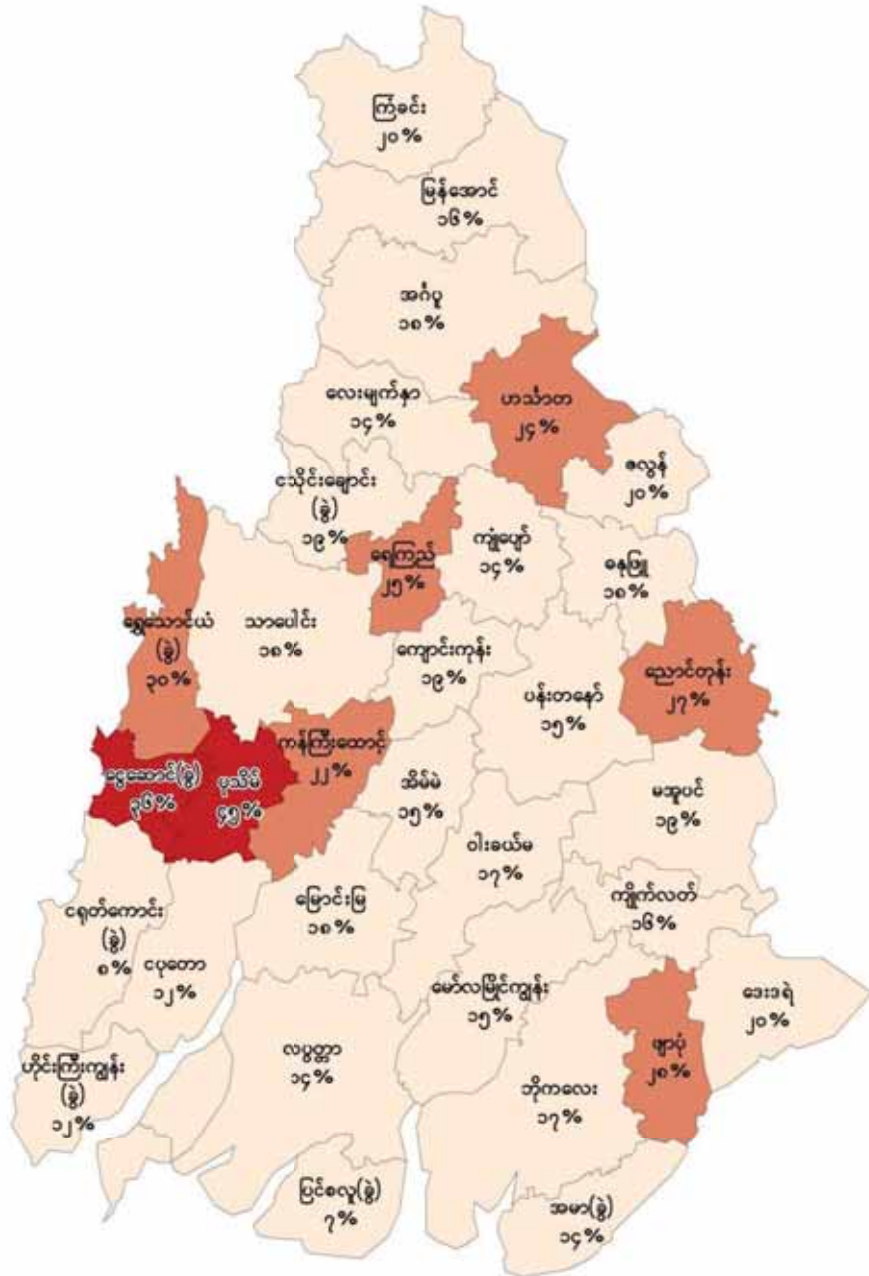 ကြံခင်း
၂၀%
မြန်အောင်
၁၆%
အင်္ဂပူ
၁၈%
ဟင်္သာတ
၂၄%
လေးမျက်နှာ
၁၄%
ဇလွန်
၂၀%
ငသိုင်းချောင်း
(ခွဲ)
၁၉%
ရေကြည်
၂၅%
ကျုံပျော်
၁၄%
ဓနုဖြူ
၁၈%
ရွှေသောင်ယံ
(ခွဲ)
၃၀%
သာပေါင်း
၁၈%
ကျောင်းကုန်း
၁၉%
ပန်းတနော်
၁၅%
ညောင်တုန်း
၂၇%
ငွေဆောင်(ခွဲ)
၃၆%
ပုသိမ်
၄၅%
ကန်ကြီးထောင့်
၂၂%
အိမ်မဲ
၁၅%
မအူပင်
၁၉%
ဝါးခယ်မ
၁၇%
မြောင်းမြ
၁၈%
ကျိုက်လတ်
၁၆%
ငရုတ်ကောင်း
(ခွဲ)
၈%
ငပုတော
၁၂%
မော်လမြိုင်ကျွန်း
၁၅%
ဒေးဒရဲ
၂၀%
ဖျာပုံ
၂၈%
လပွတ္တာ
၁၄%
ဘိုကလေး
၁၇%
ဟိုင်းကြီးကျွန်း
(ခွဲ)
၁၂%
ပြင်စလူ(ခွဲ)
၇%
အမာ(ခွဲ)
၁၄%